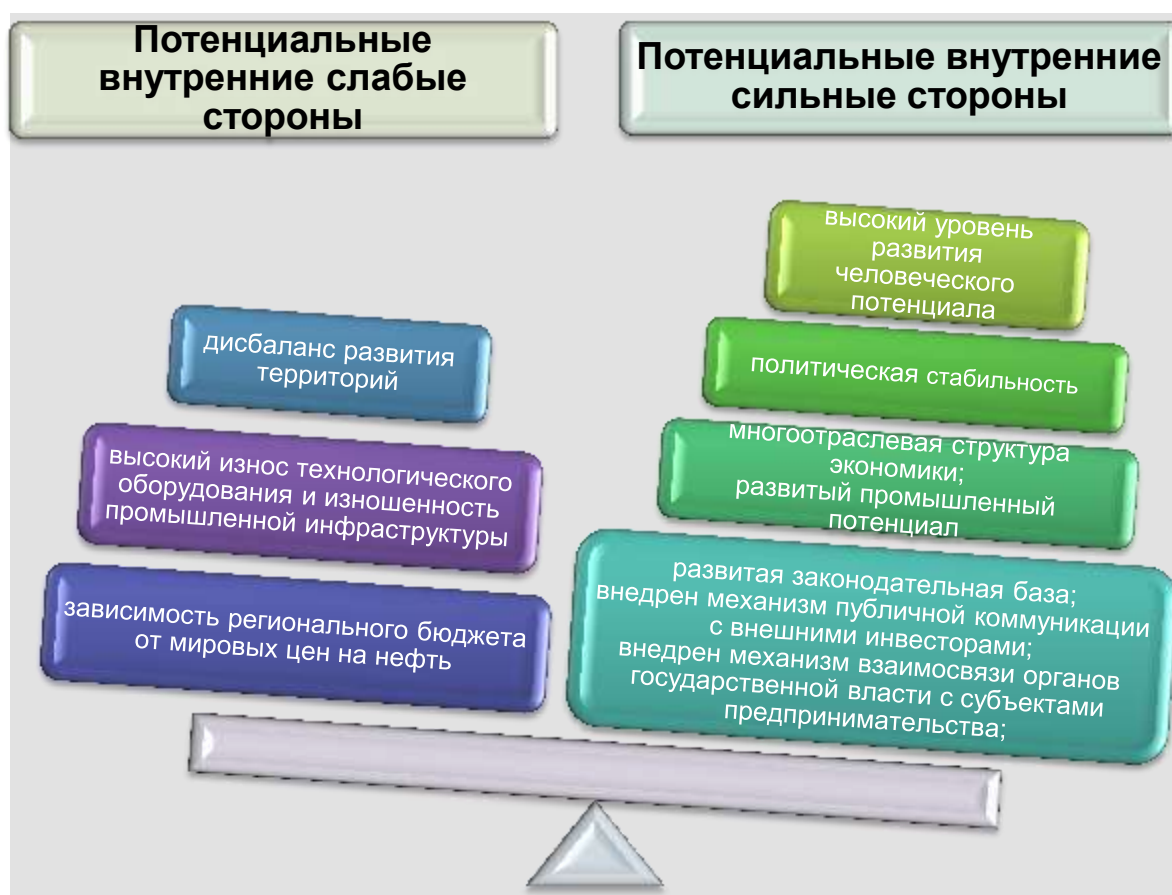 Потенциальные
внутренние слабые
стороны
Потенциальные внутренние
сильные стороны
дисбаланс развития
территорий
высокий износ технологического
оборудования и изношенность
промышленной инфраструктуры
зависимость регионального бюджета
от мировых цен на нефть
высокий уровень
развития
человеческого
потенциала
политическая стабильность
многоотраслевая структура
экономики;
развитый промышленный
потенциал
развитая законодательная база;
внедрен механизм публичной коммуникации
с внешними инвесторами;
внедрен механизм взаимосвязи органов
государственной власти с субъектами
предпринимательства;